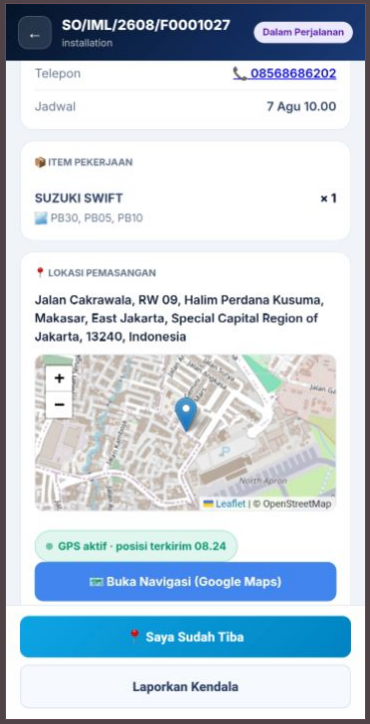 ←
SO/IML/2608/F0001027
installation
Dalam Perjalanan
Telepon
📞 08568686202
Jadwal
7 Agu 10.00
📦 ITEM PEKERJAAN
SUZUKI SWIFT
× 1
PB30, PB05, PB10
📍 LOKASI PEMASANGAN
Jalan Cakrawala, RW 09, Halim Perdana Kusuma,
Makasar, East Jakarta, Special Capital Region of
Jakarta, 13240, Indonesia
+
−
Jalan
North Apron
Leaflet | © OpenStreetMap
GPS aktif · posisi terkirim 08.24
🗺️ Buka Navigasi (Google Maps)
📍 Saya Sudah Tiba
Laporkan Kendala